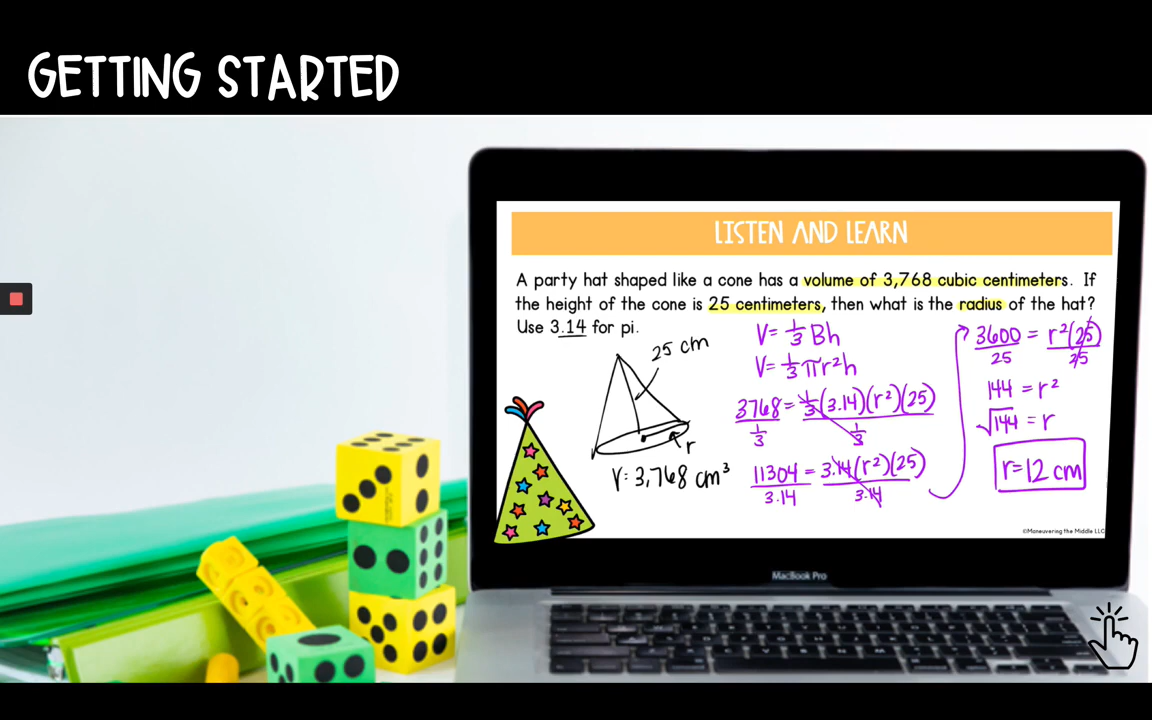 GETTING STARTED
LISTEN AND LEARN
A party hat shaped like a cone has a volume of 3,768 cubic centimeters. If
the height of the cone is 25 centimeters, then what is the radius of the hat?
Use 3.14 for pi.
25 cm
r
V= 3,768 cm³
V= 1/3 Bh
V= 1/3 πr²h
3768 = 1/3 (3.14)(r²)(25)
1/3 1/3
11304 = 3.14(r²)(25)
3.14 3.14
3600 = r²(25)
25 25
144 = r²
√144 = r
r=12 cm
©Maneuvering the Middle LLC
MacBook Pro